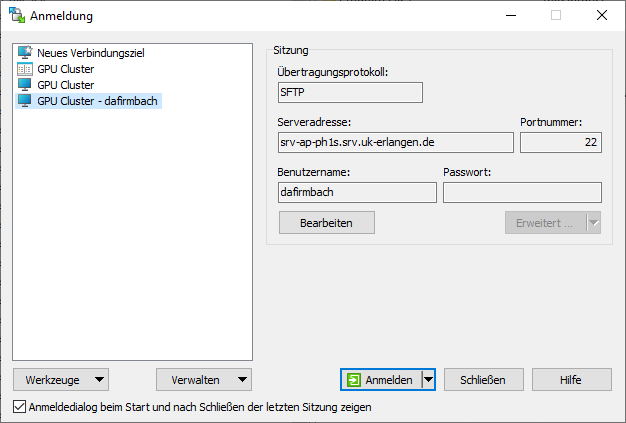 Anmeldung
Neues Verbindungsziel
GPU Cluster
GPU Cluster
GPU Cluster - dafirmbach
Sitzung
Übertragungsprotokoll:
SFTP
Serveradresse: Portnummer:
srv-ap-ph1s.srv.uk-erlangen.de 22
Benutzername: Passwort:
dafirmbach
Bearbeiten Erweitert ...
Werkzeuge Verwalten Anmelden Schließen Hilfe
Anmeldedialog beim Start und nach Schließen der letzten Sitzung zeigen